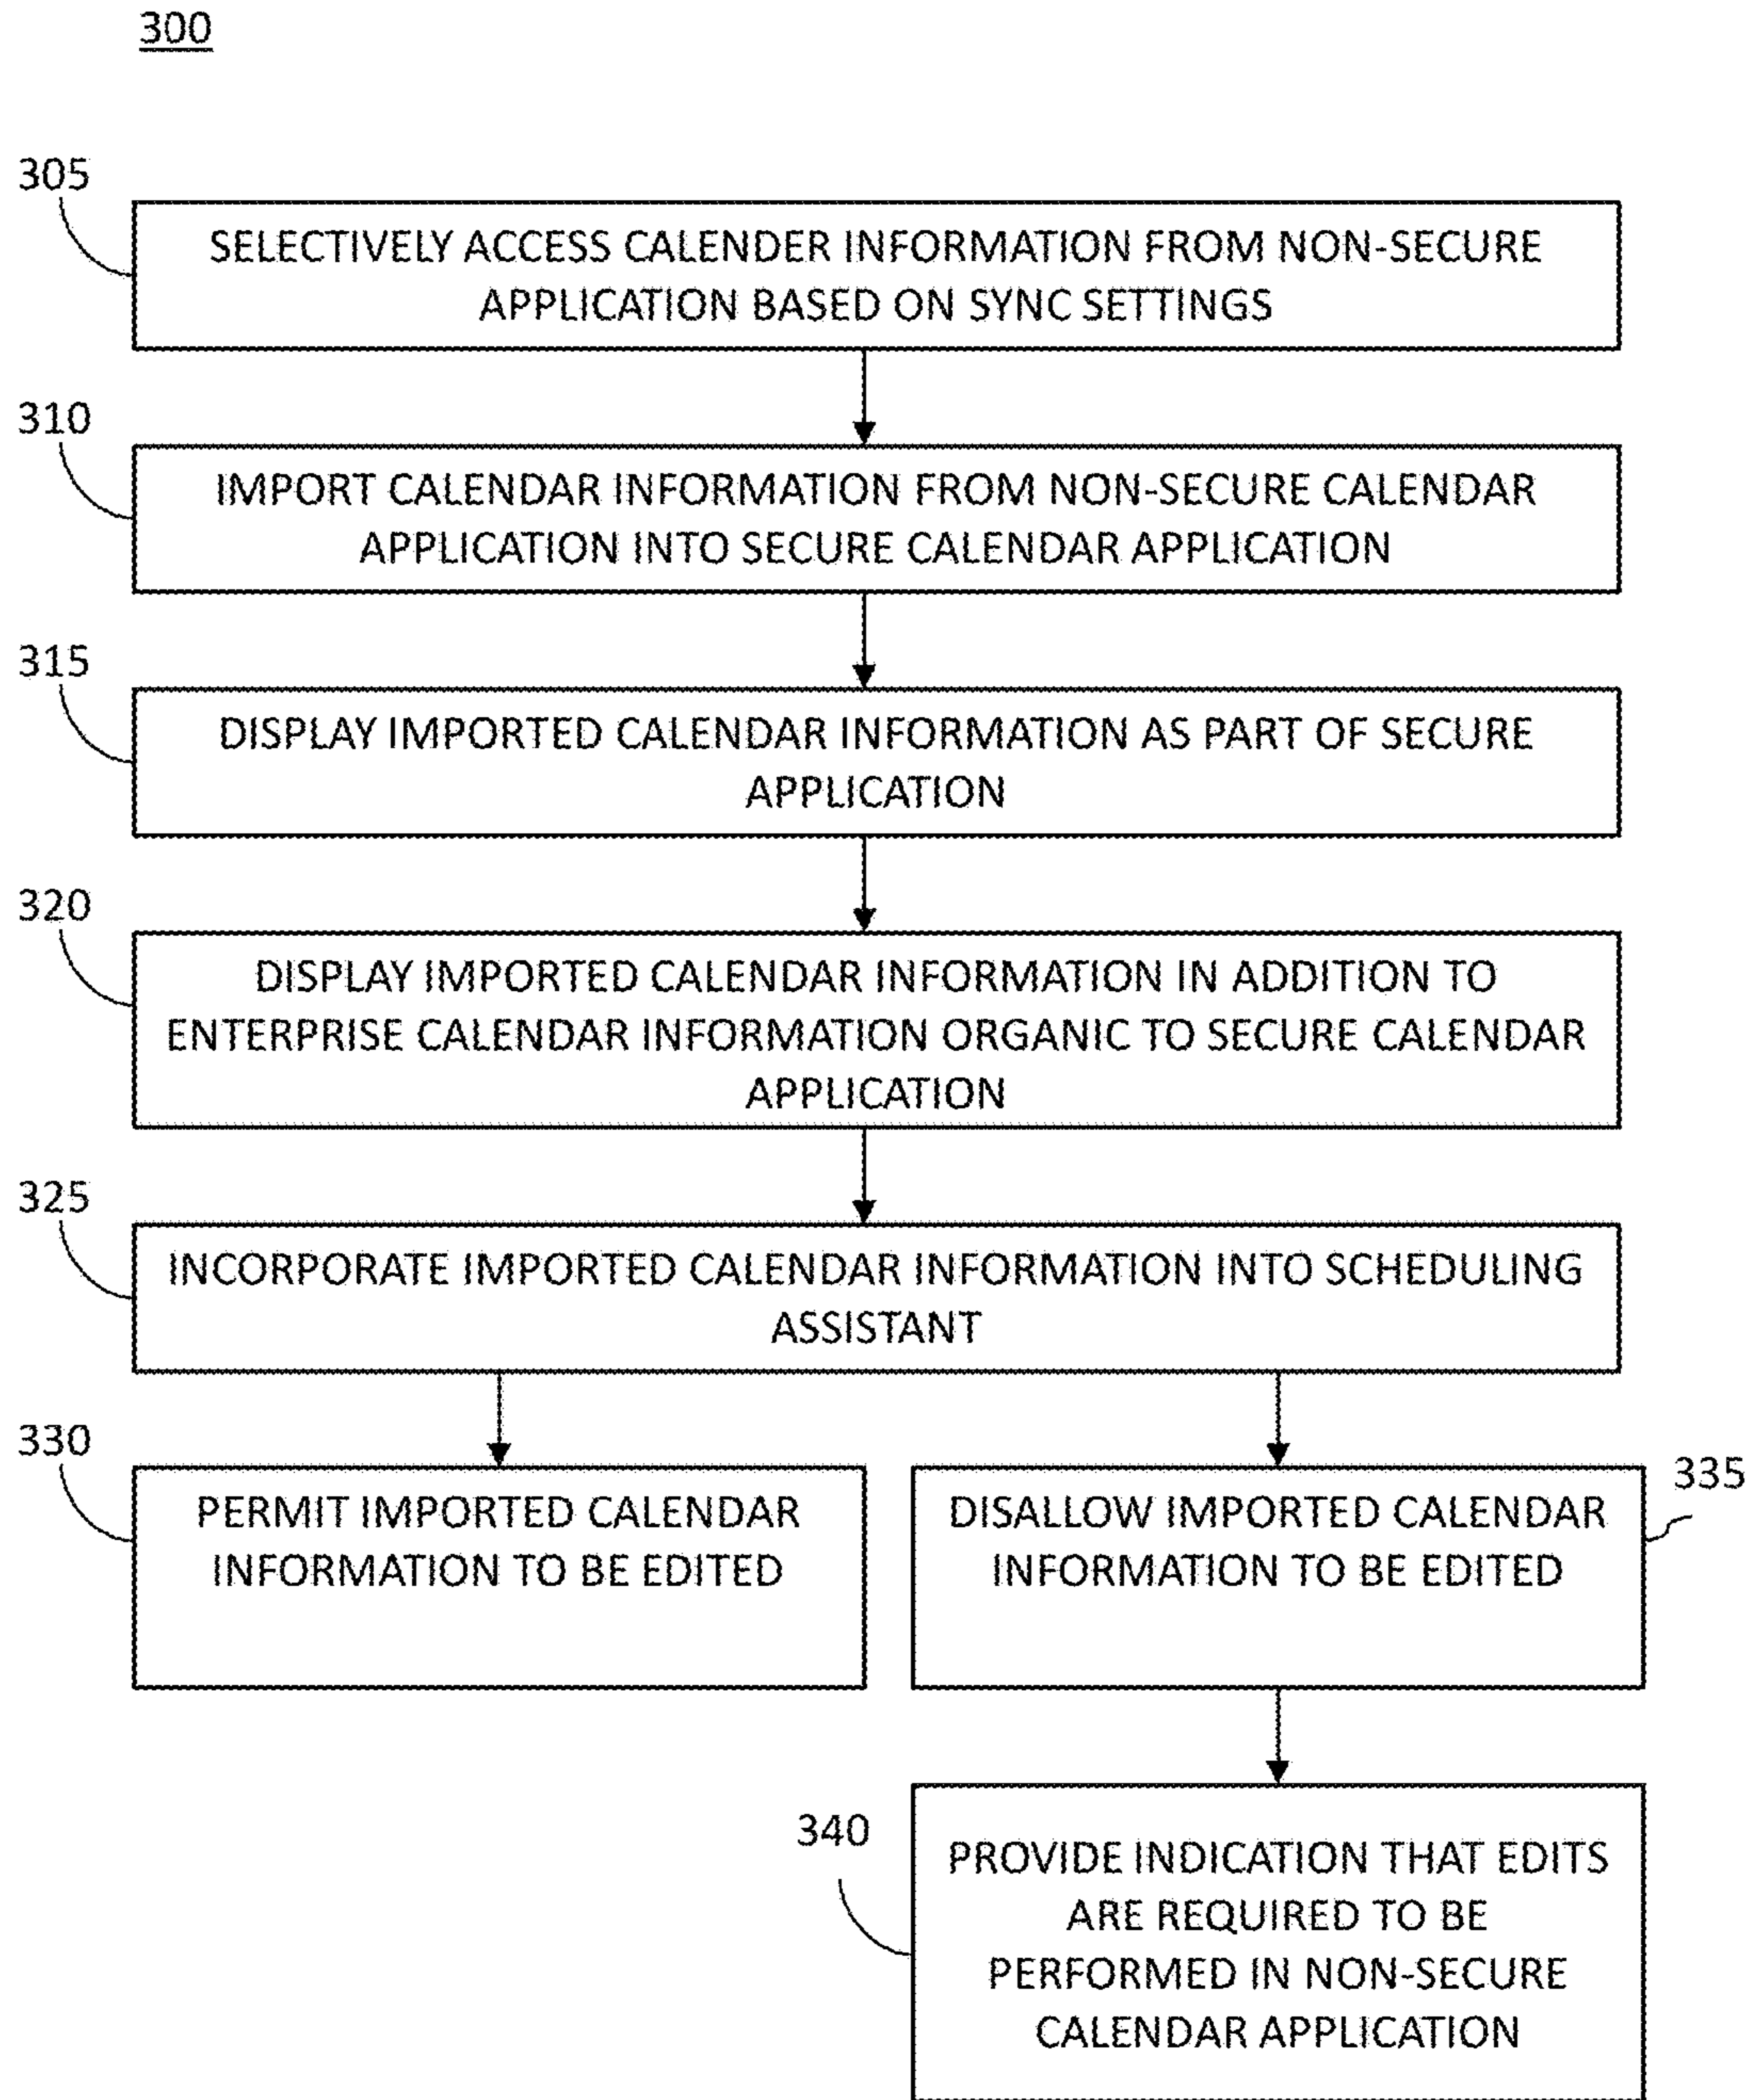 300
305
SELECTIVELY ACCESS CALENDER INFORMATION FROM NON-SECURE
APPLICATION BASED ON SYNC SETTINGS
310
IMPORT CALENDAR INFORMATION FROM NON-SECURE CALENDAR
APPLICATION INTO SECURE CALENDAR APPLICATION
315
DISPLAY IMPORTED CALENDAR INFORMATION AS PART OF SECURE
APPLICATION
320
DISPLAY IMPORTED CALENDAR INFORMATION IN ADDITION TO
ENTERPRISE CALENDAR INFORMATION ORGANIC TO SECURE CALENDAR
APPLICATION
325
INCORPORATE IMPORTED CALENDAR INFORMATION INTO SCHEDULING
ASSISTANT
330
PERMIT IMPORTED CALENDAR
INFORMATION TO BE EDITED
335
DISALLOW IMPORTED CALENDAR
INFORMATION TO BE EDITED
340
PROVIDE INDICATION THAT EDITS
ARE REQUIRED TO BE
PERFORMED IN NON-SECURE
CALENDAR APPLICATION